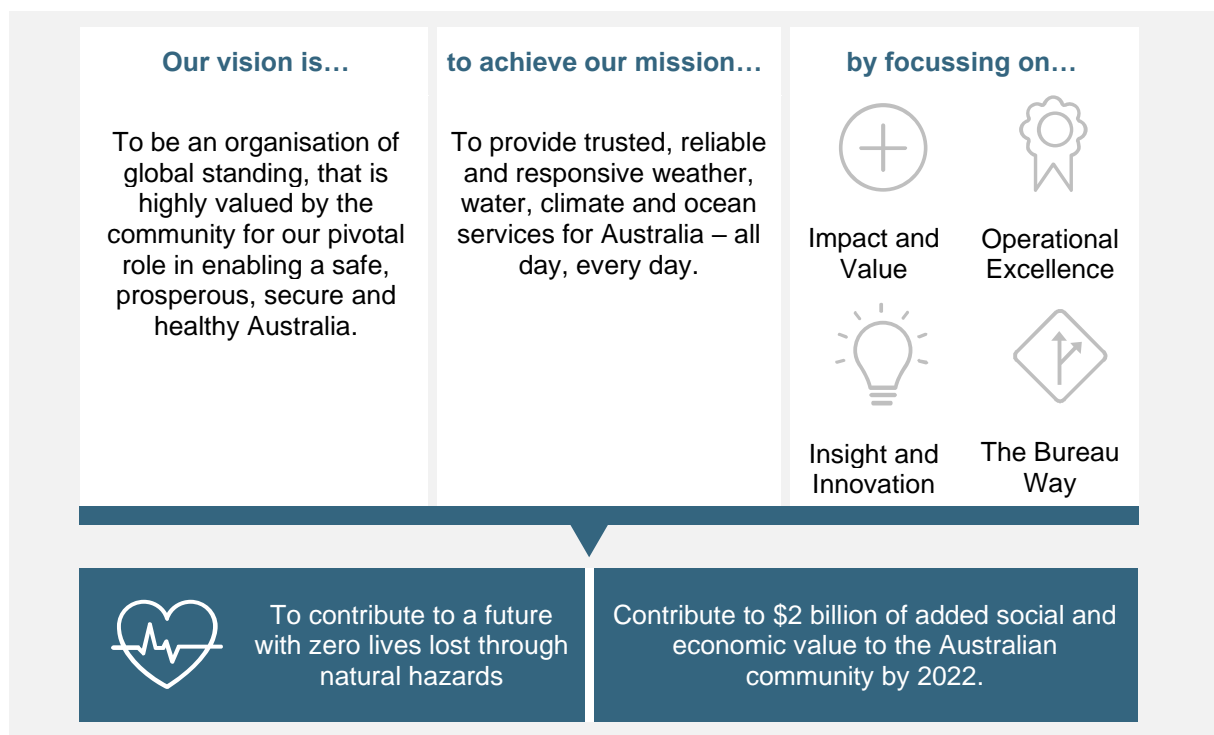 Our vision is…
To be an organisation of
global standing, that is
highly valued by the
community for our pivotal
role in enabling a safe,
prosperous, secure and
healthy Australia.
to achieve our mission…
To provide trusted, reliable
and responsive weather,
water, climate and ocean
services for Australia – all
day, every day.
by focussing on…
Impact and
Value
Operational
Excellence
Insight and
Innovation
The Bureau
Way
To contribute to a future
with zero lives lost through
natural hazards
Contribute to $2 billion of added social and
economic value to the Australian
community by 2022.